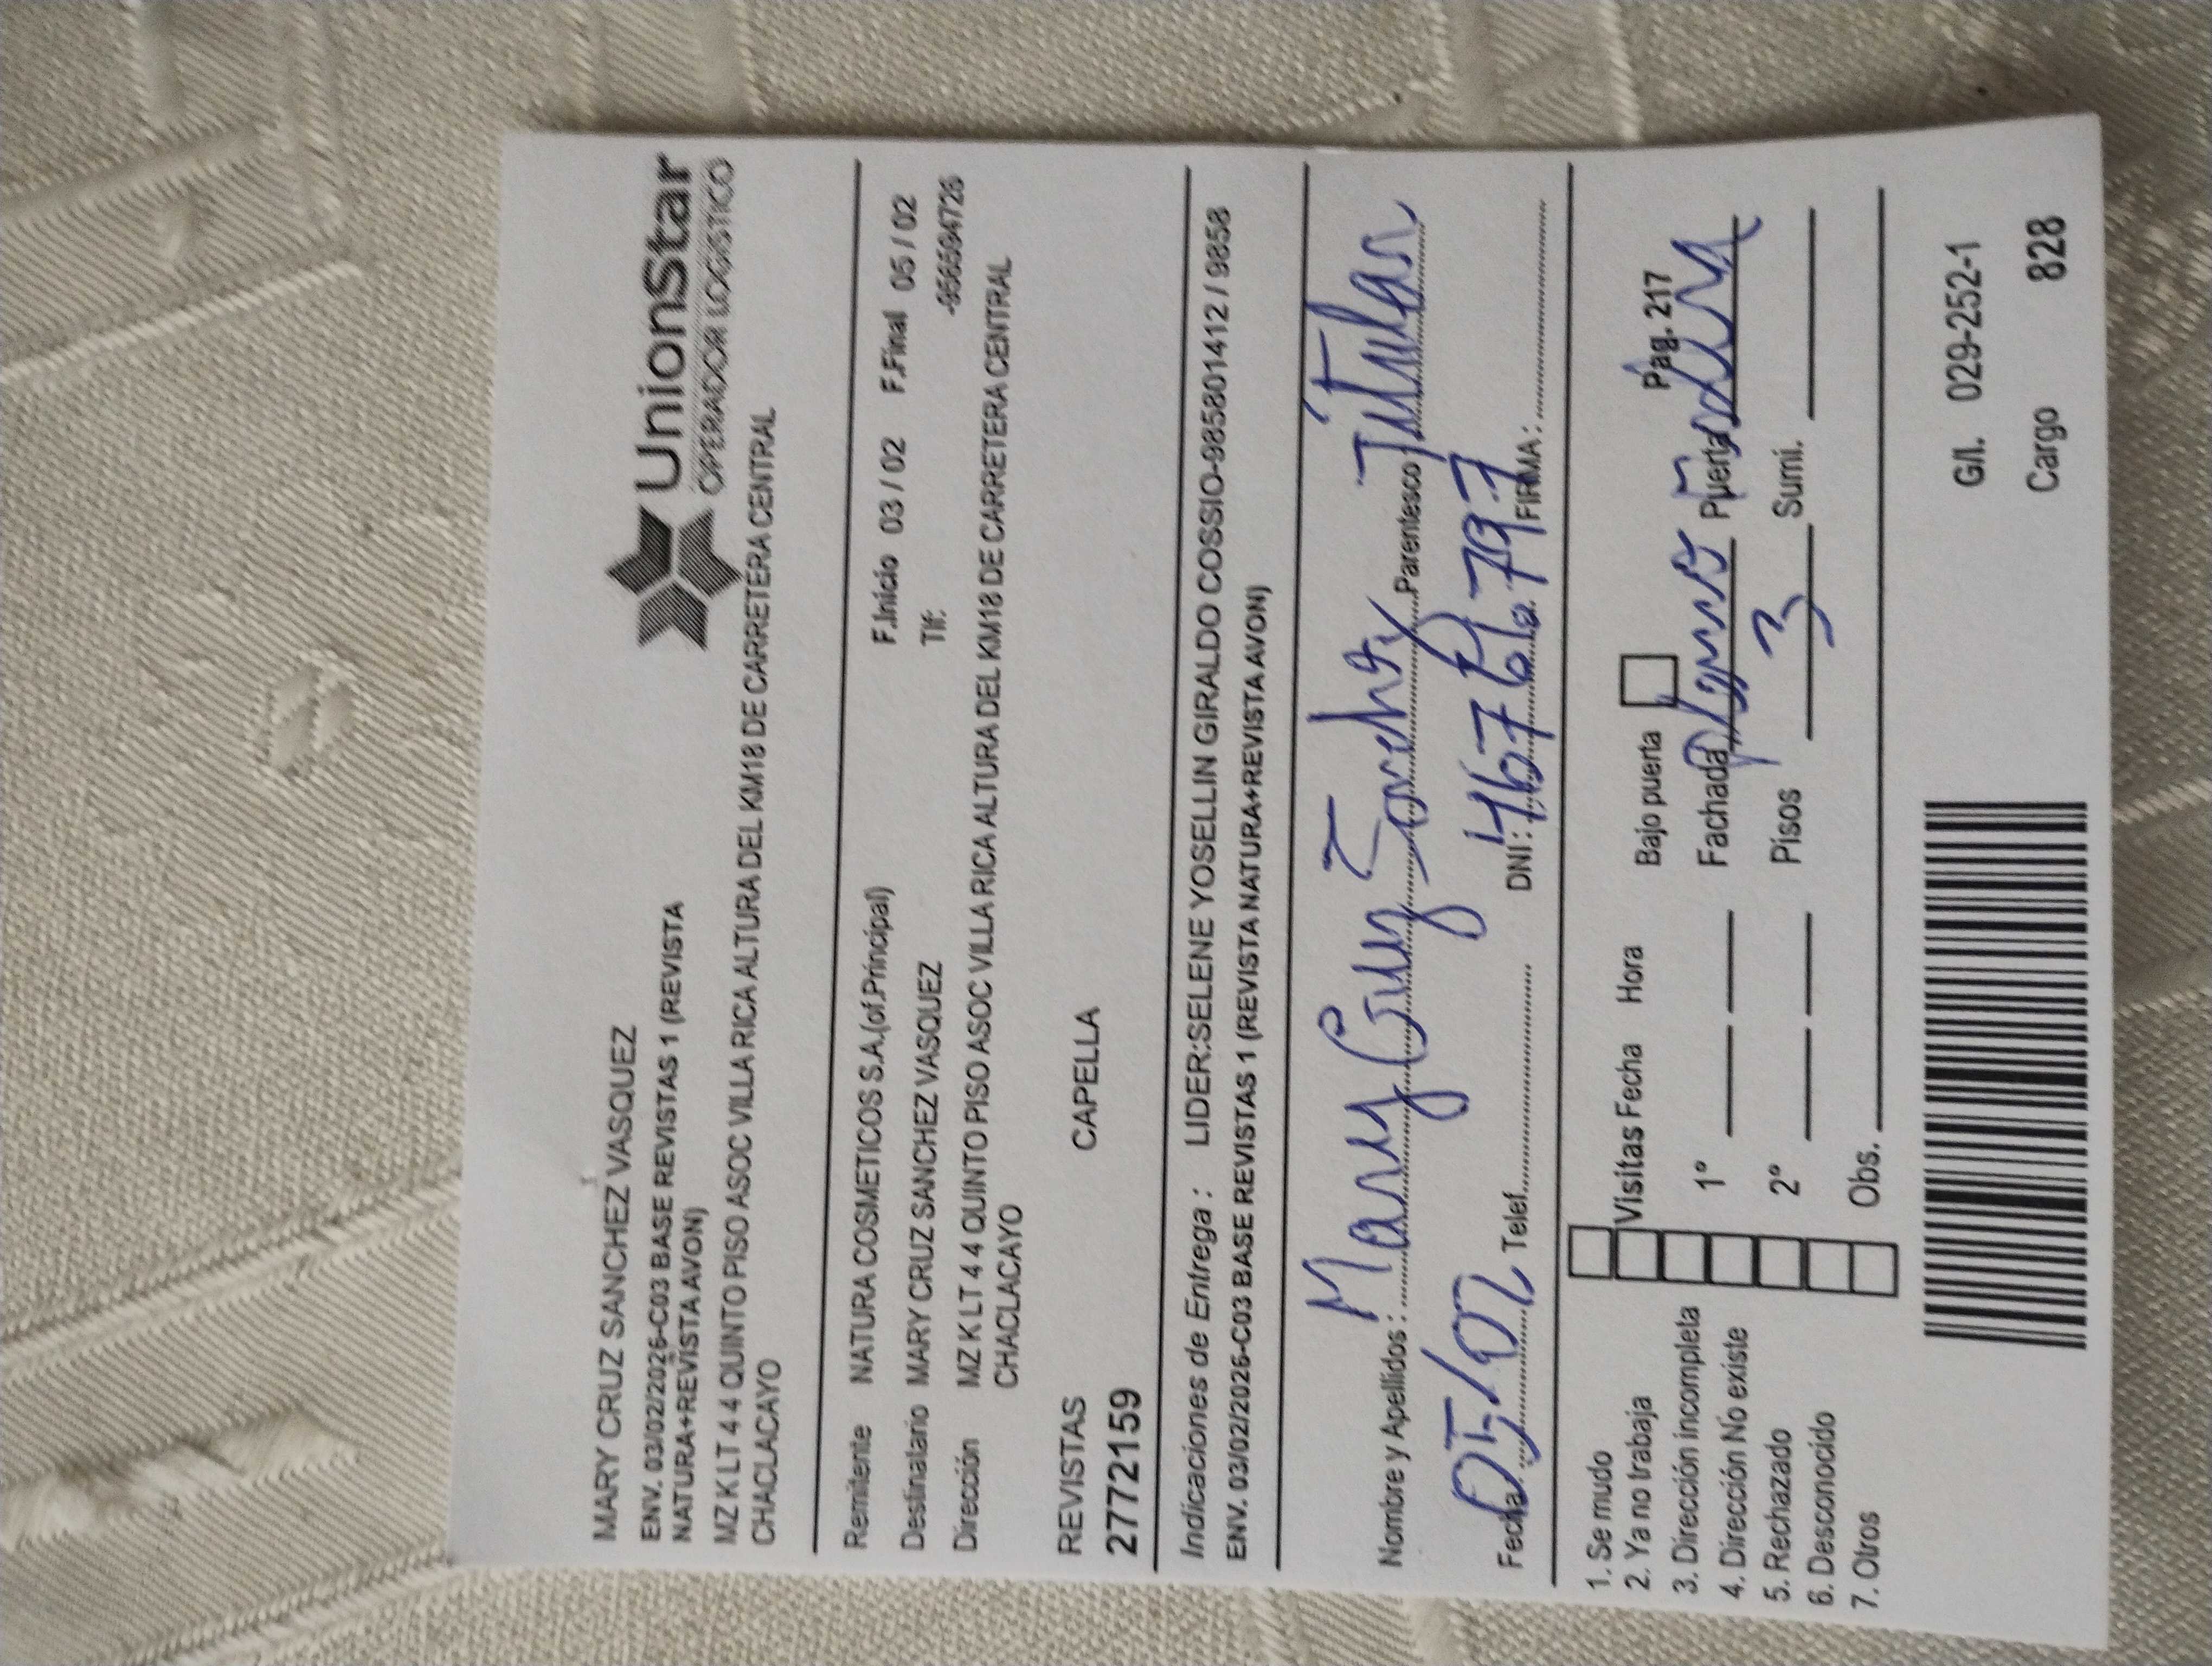 UnionStar
OPERADOR LOGISTICO
MARY CRUZ SANCHEZ VASQUEZ
ENV. 03/02/2026-C03 BASE REVISTAS 1 (REVISTA
NATURA+REVISTA AVON)
MZ K LT 4 4 QUINTO PISO ASOC VILLA RICA ALTURA DEL KM18 DE CARRETERA CENTRAL
CHACLACAYO
Remitente NATURA COSMETICOS S.A.(of.Principal) F.Inicio 03 / 02 F.Final 05 / 02
Destinatario MARY CRUZ SANCHEZ VASQUEZ Tlf:
Dirección MZ K LT 4 4 QUINTO PISO ASOC VILLA RICA ALTURA DEL KM18 DE CARRETERA CENTRAL
CHACLACAYO
REVISTAS CAPELLA
27721​59
Indicaciones de Entrega : LIDER:SELENE YOSELLIN GIRALDO COSSIO-985801412 / 9858
ENV. 03/02/2026-C03 BASE REVISTAS 1 (REVISTA NATURA+REVISTA AVON)
Nombre y Apellidos : Mary Cruz Sanchez Parentesco Titular
Fecha 05/02 Telef. DNI : FIRMA :
1. Se mudo
2. Ya no trabaja Visitas Fecha Hora Bajo puerta Pag. 217
3. Dirección incompleta 1° Fachada Puerta
4. Dirección No existe
5. Rechazado 2° Pisos 3 Sumi.
6. Desconocido
7. Otros Obs.
G/l. 029-252-1
Cargo 828